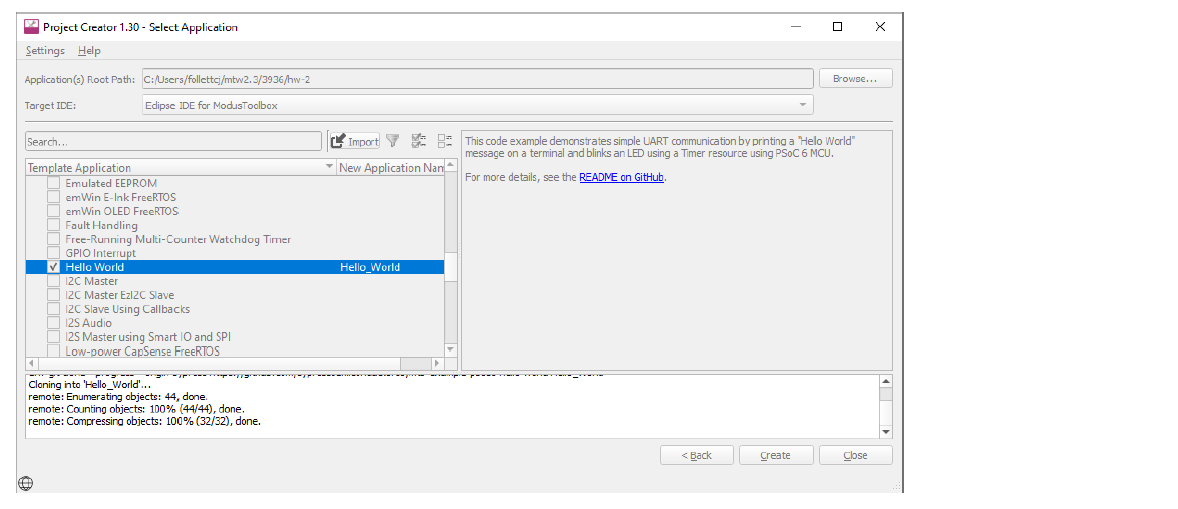 Project Creator 1.30 - Select Application
Settings Help
Application(s) Root Path: C:/Users/follettcj/mtw2.3/3936/hw-2 Browse...
Target IDE: Eclipse IDE for ModusToolbox
Search... Import
Template Application New Application Nam
Emulated EEPROM
emWin E-Ink FreeRTOS
emWin OLED FreeRTOS
Fault Handling
Free-Running Multi-Counter Watchdog Timer
GPIO Interrupt
Hello World Hello_World
I2C Master
I2C Master EzI2C Slave
I2C Slave Using Callbacks
I2S Audio
I2S Master using Smart IO and SPI
Low-power CapSense FreeRTOS
This code example demonstrates simple UART communication by printing a "Hello World"
message on a terminal and blinks an LED using a Timer resource using PSoC 6 MCU.
For more details, see the README on GitHub.
Cloning into 'Hello_World'...
remote: Enumerating objects: 44, done.
remote: Counting objects: 100% (44/44), done.
remote: Compressing objects: 100% (32/32), done.
< Back Create Close